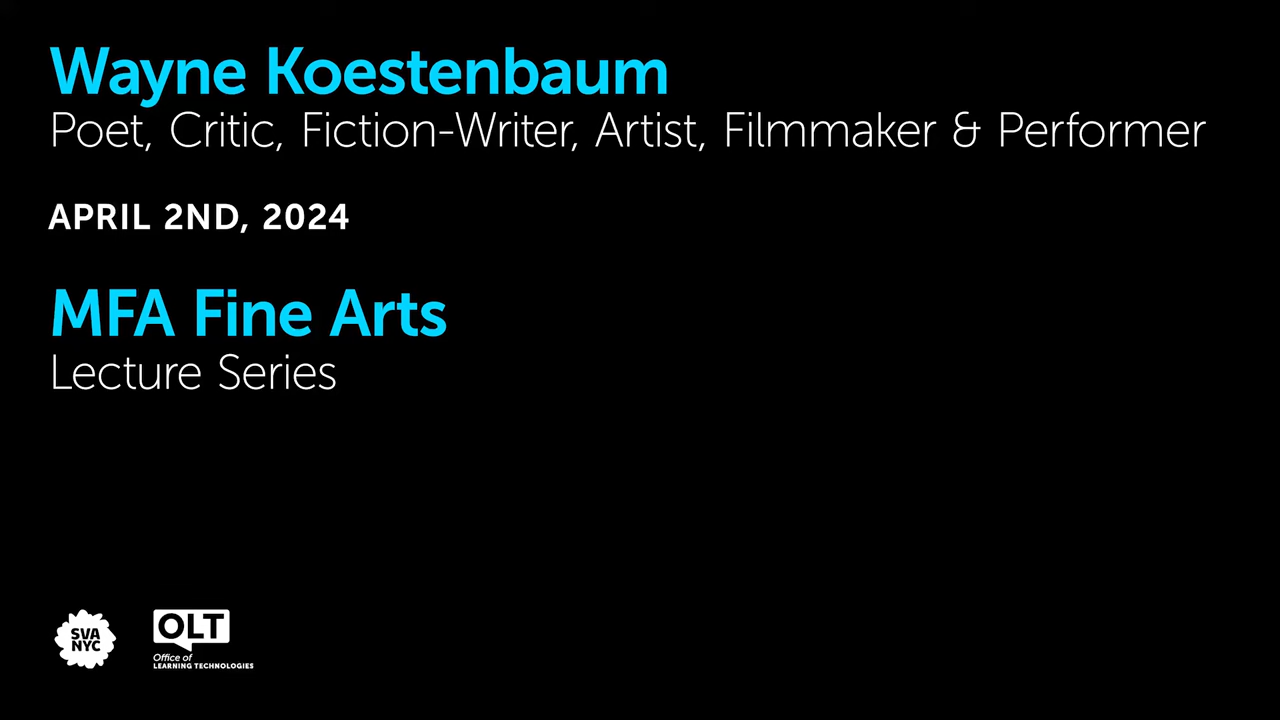 Wayne Koestenbaum
Poet, Critic, Fiction-Writer, Artist, Filmmaker & Performer
APRIL 2ND, 2024
MFA Fine Arts
Lecture Series
SVA
NYC
OLT
Office of
LEARNING TECHNOLOGIES